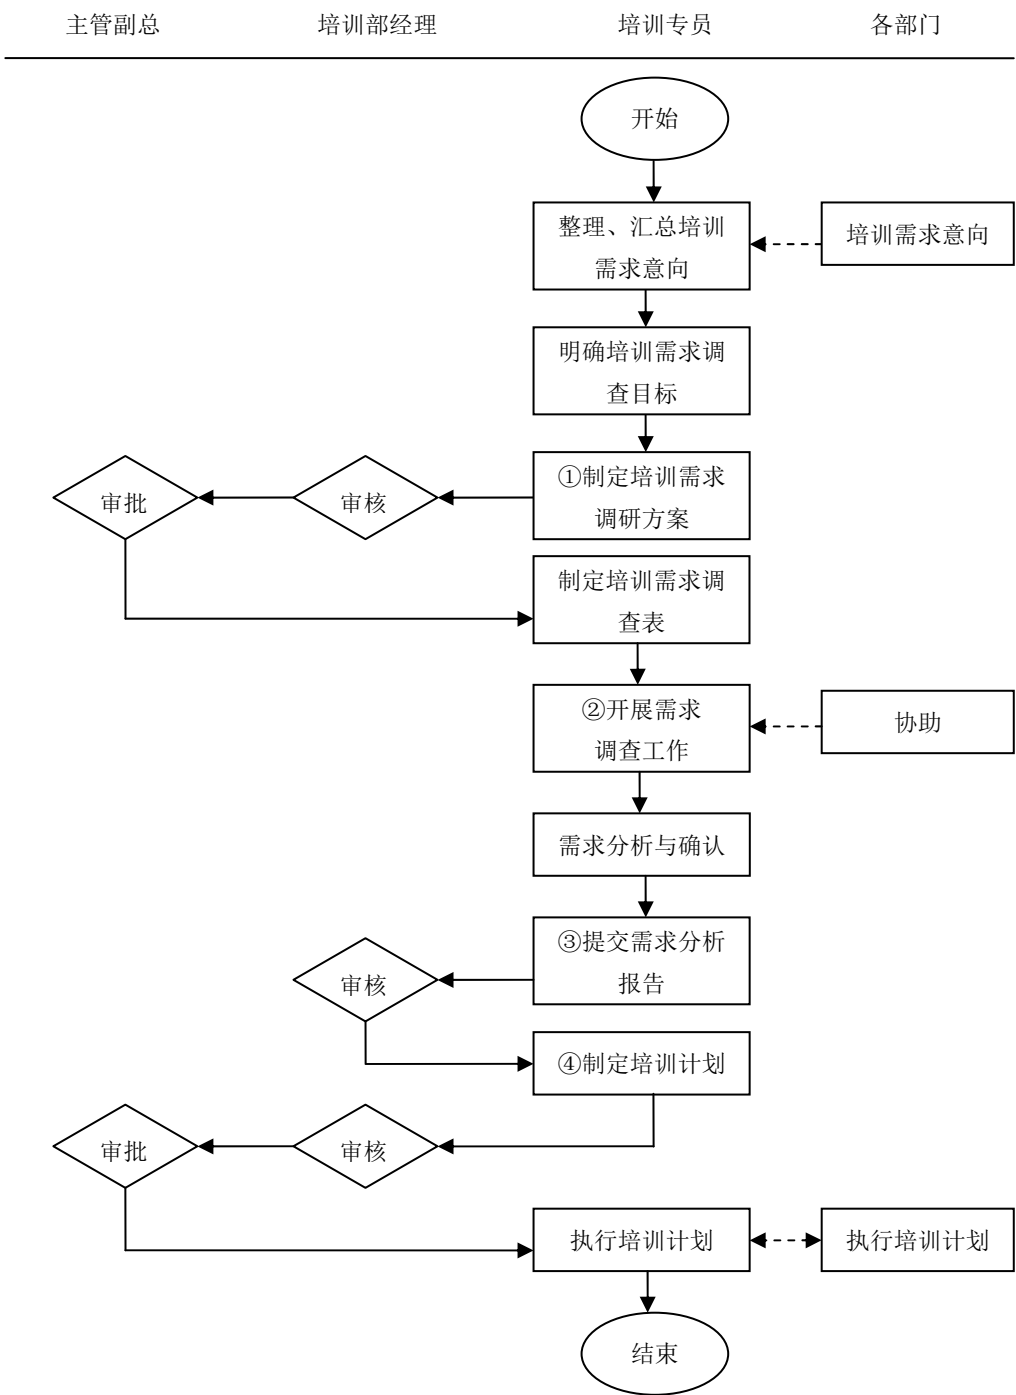 主管副总
培训部经理
培训专员
各部门
开始
整理、汇总培训
需求意向
培训需求意向
明确培训需求调
查目标
①制定培训需求
调研方案
审核
审批
制定培训需求调
查表
②开展需求
调查工作
协助
需求分析与确认
③提交需求分析
报告
审核
④制定培训计划
审核
审批
执行培训计划
执行培训计划
结束